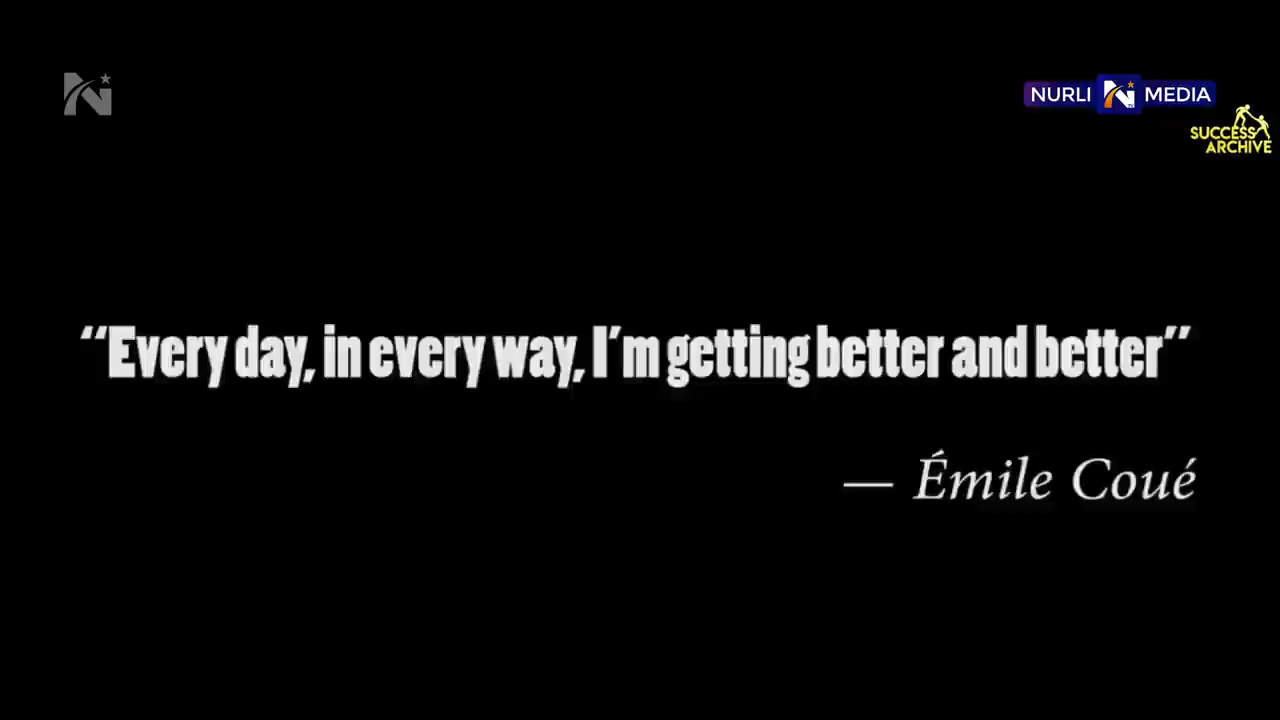 NURLI N MEDIA
SUCCESS
ARCHIVE
“Every day, in every way, I'm getting better and better”
— Émile Coué